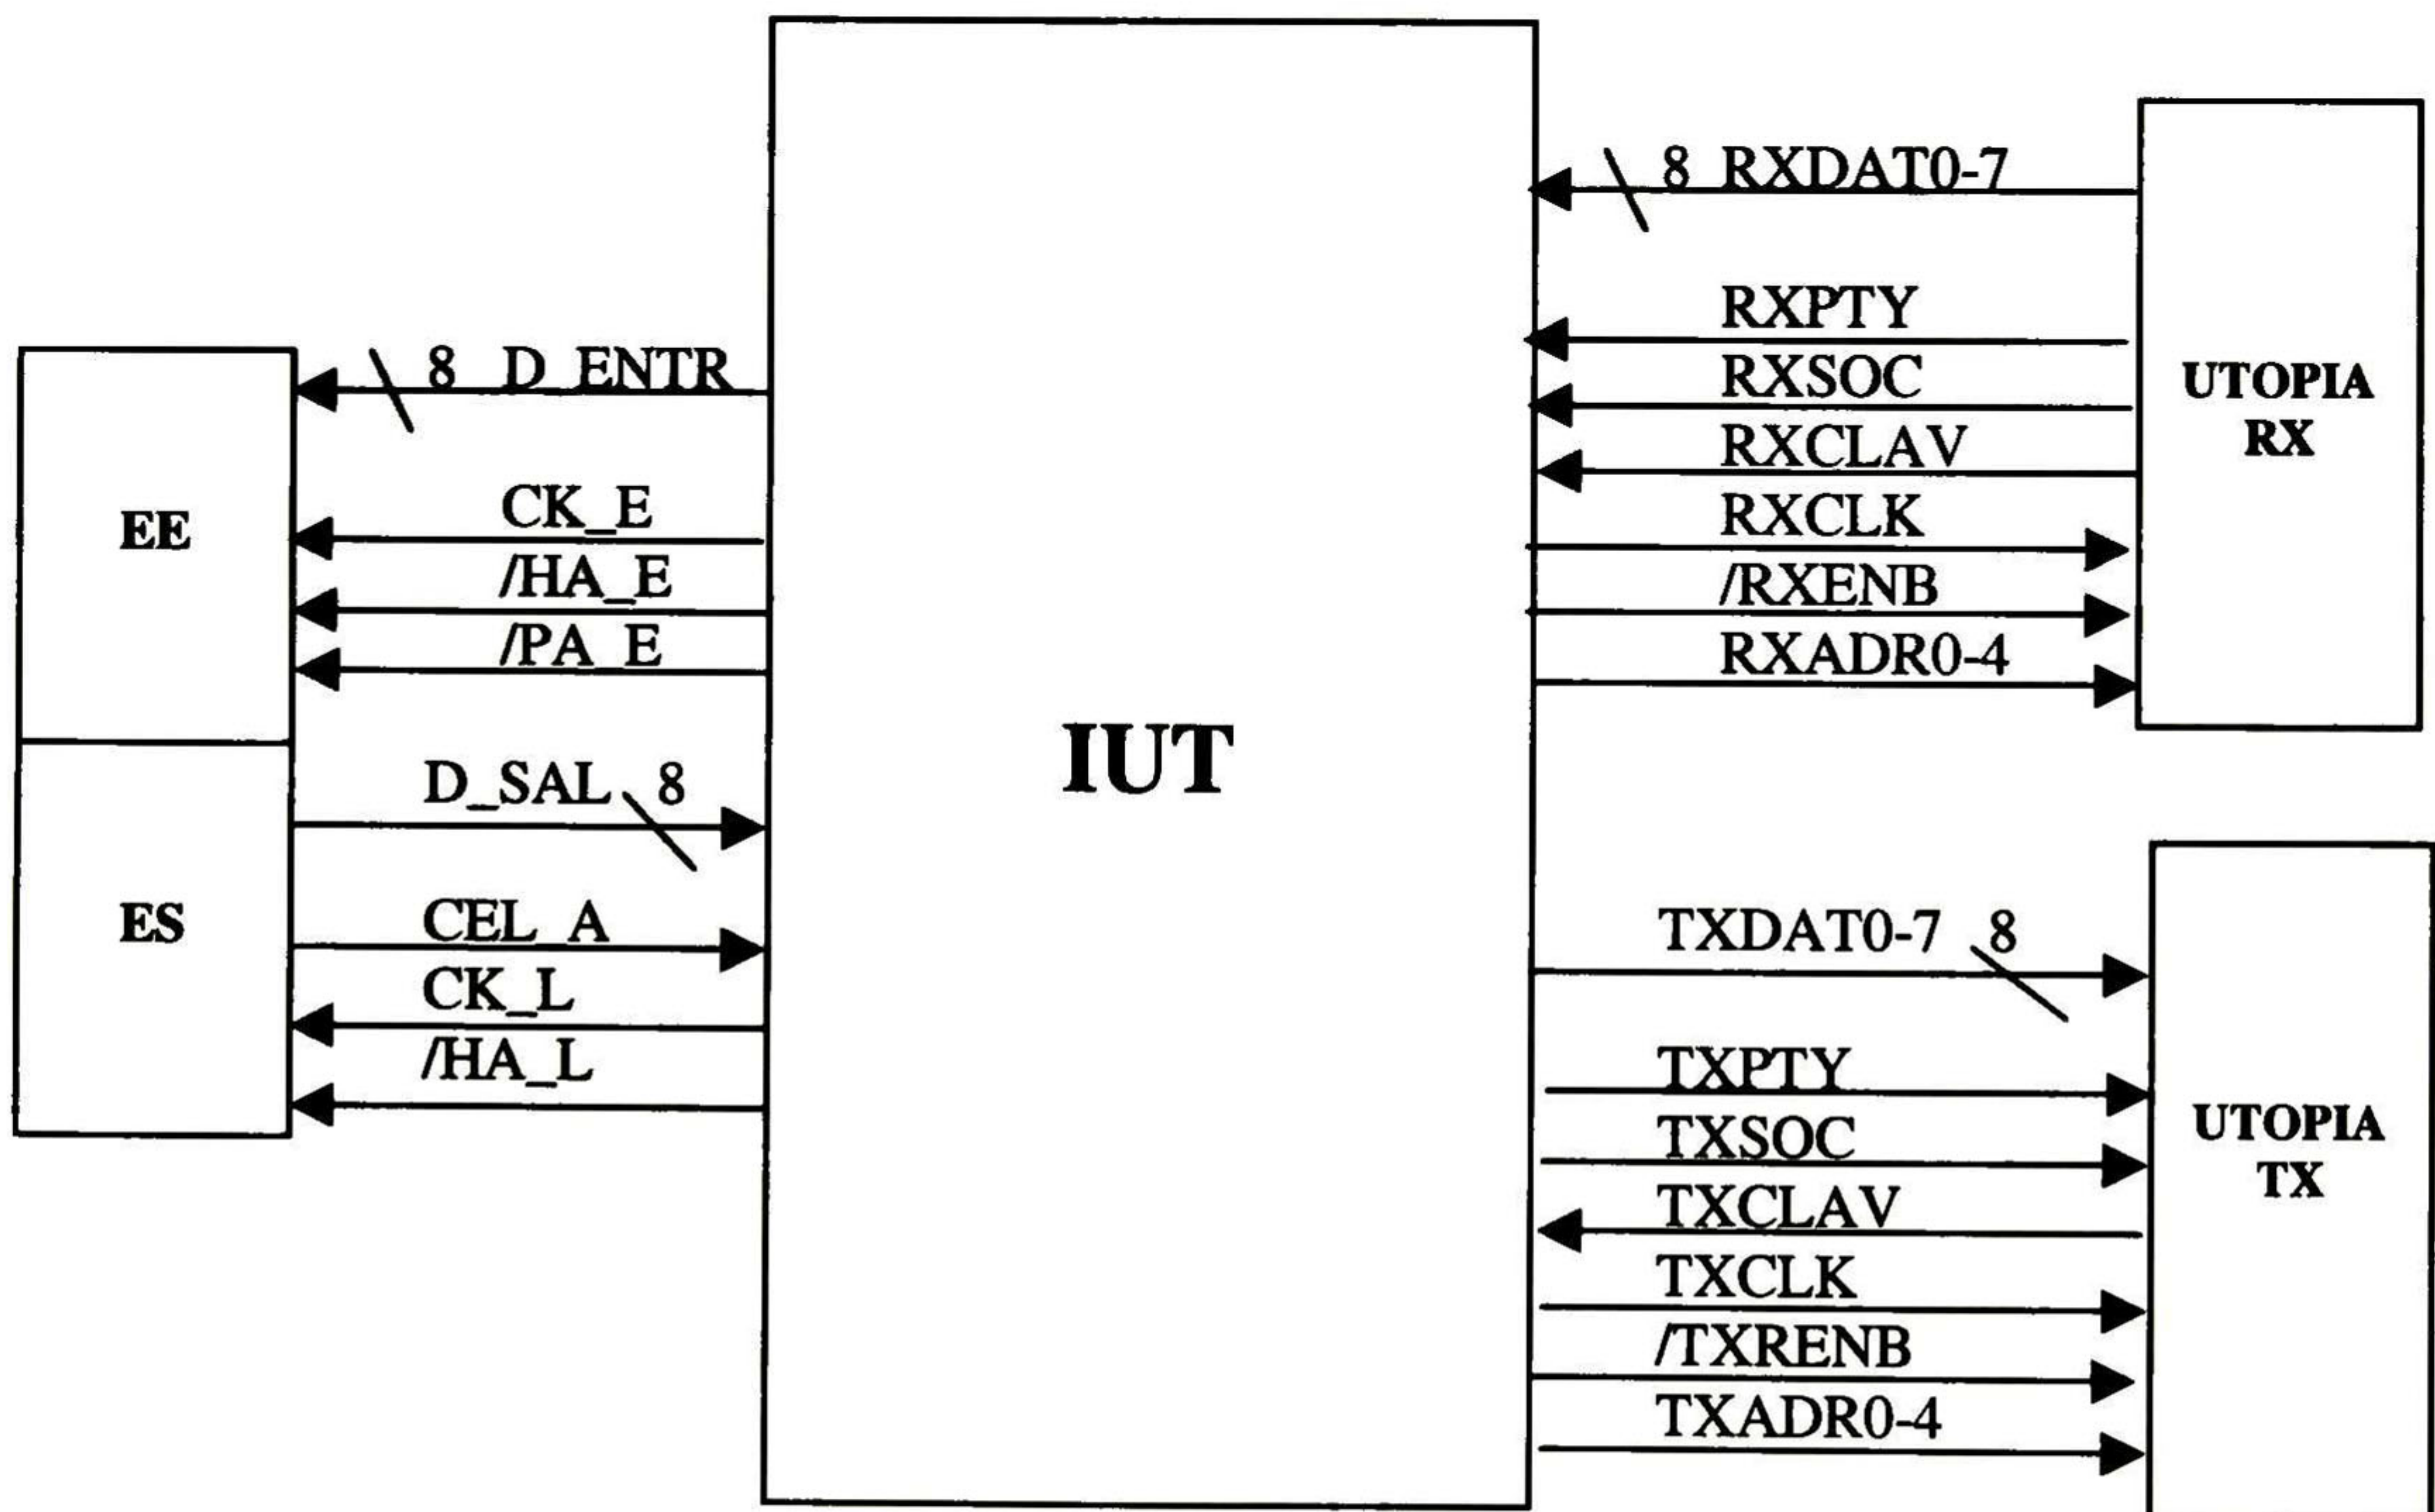 8 D_ENTR
CK_E
/HA_E
/PA_E
EE
D_SAL 8
CEL_A
CK_L
/HA_L
ES
IUT
8 RXDAT0-7
RXPTY
RXSOC
RXCLAV
RXCLK
/RXENB
RXADR0-4
UTOPIA
RX
TXDAT0-7 8
TXPTY
TXSOC
TXCLAV
TXCLK
/TXRENB
TXADR0-4
UTOPIA
TX